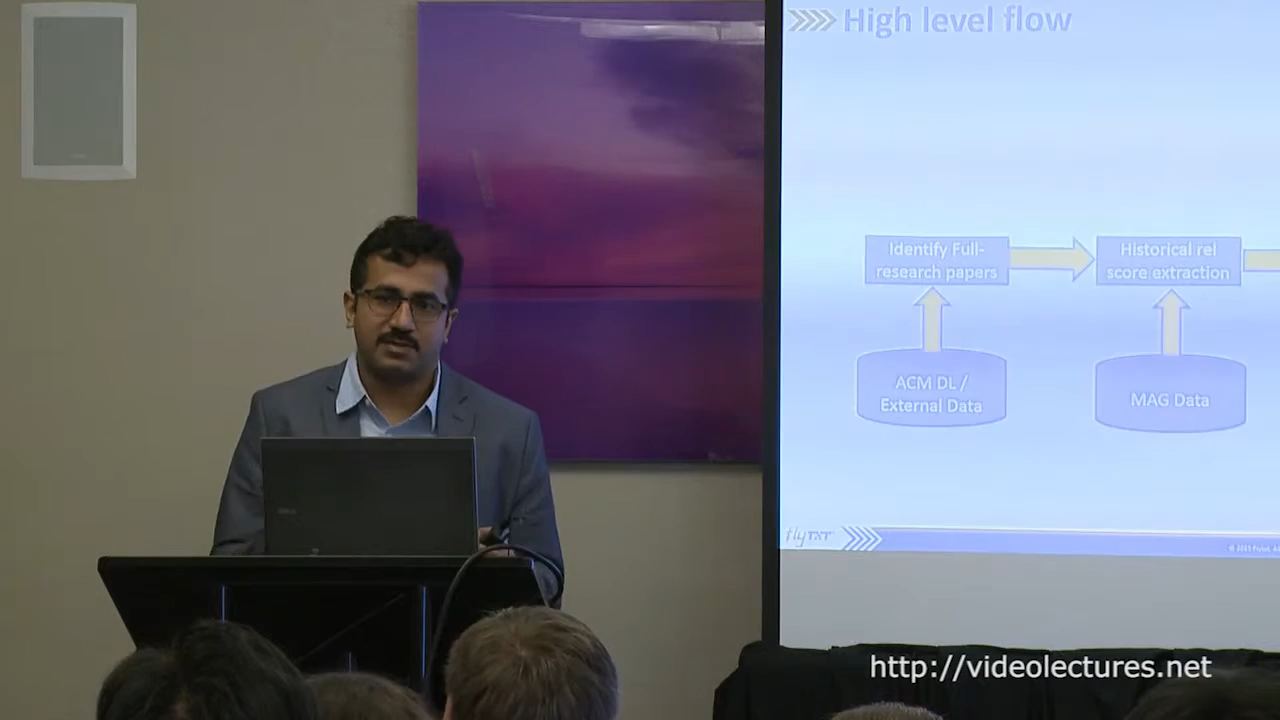 High level flow
Identify Full-
research papers
Historical rel
score extraction
ACM DL /
External Data
MAG Data
flyTXT
http://videolectures.net